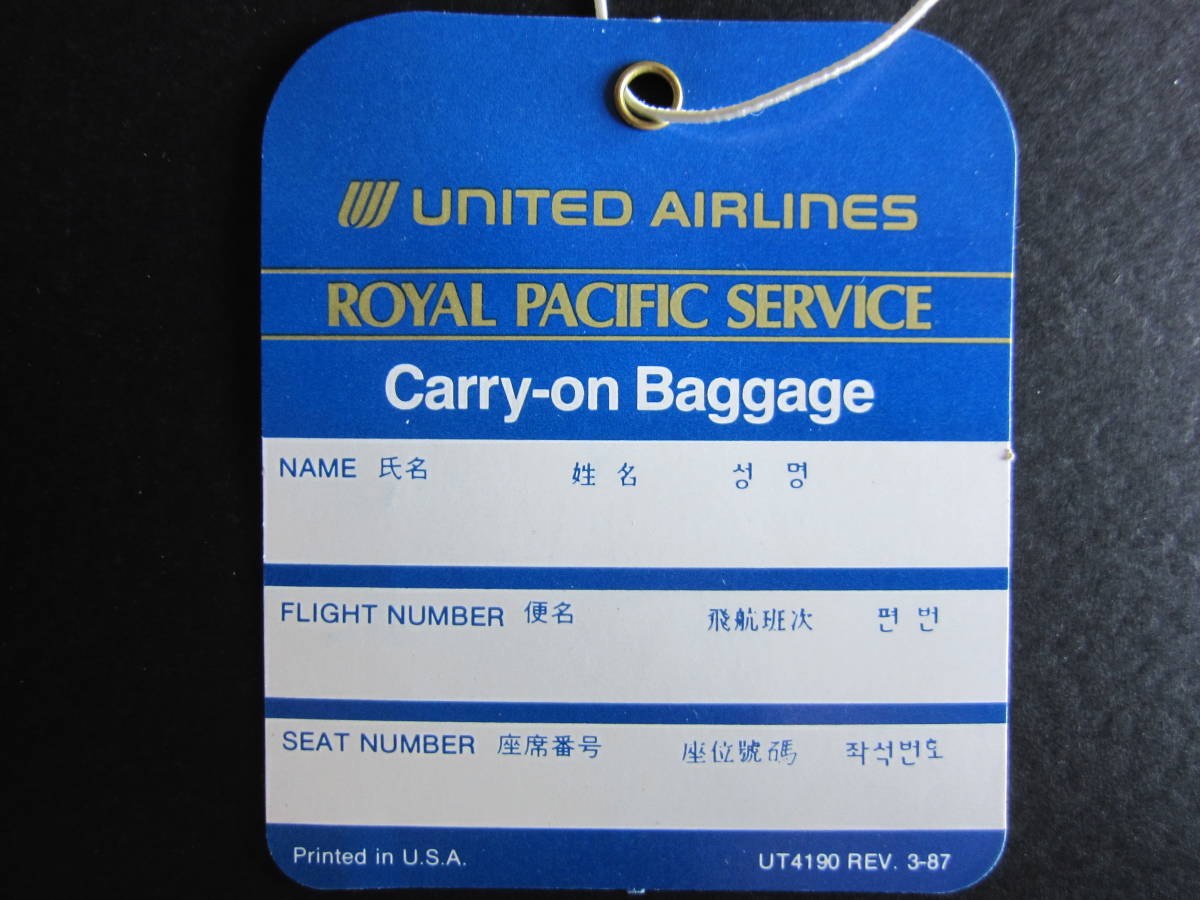 UNITED AIRLINES
ROYAL PACIFIC SERVICE
Carry-on Baggage
NAME 氏名 姓名 성명
FLIGHT NUMBER 便名 飛航班次 편번
SEAT NUMBER 座席番号 座位號碼 좌석번호
Printed in U.S.A. UT4190 REV. 3-87